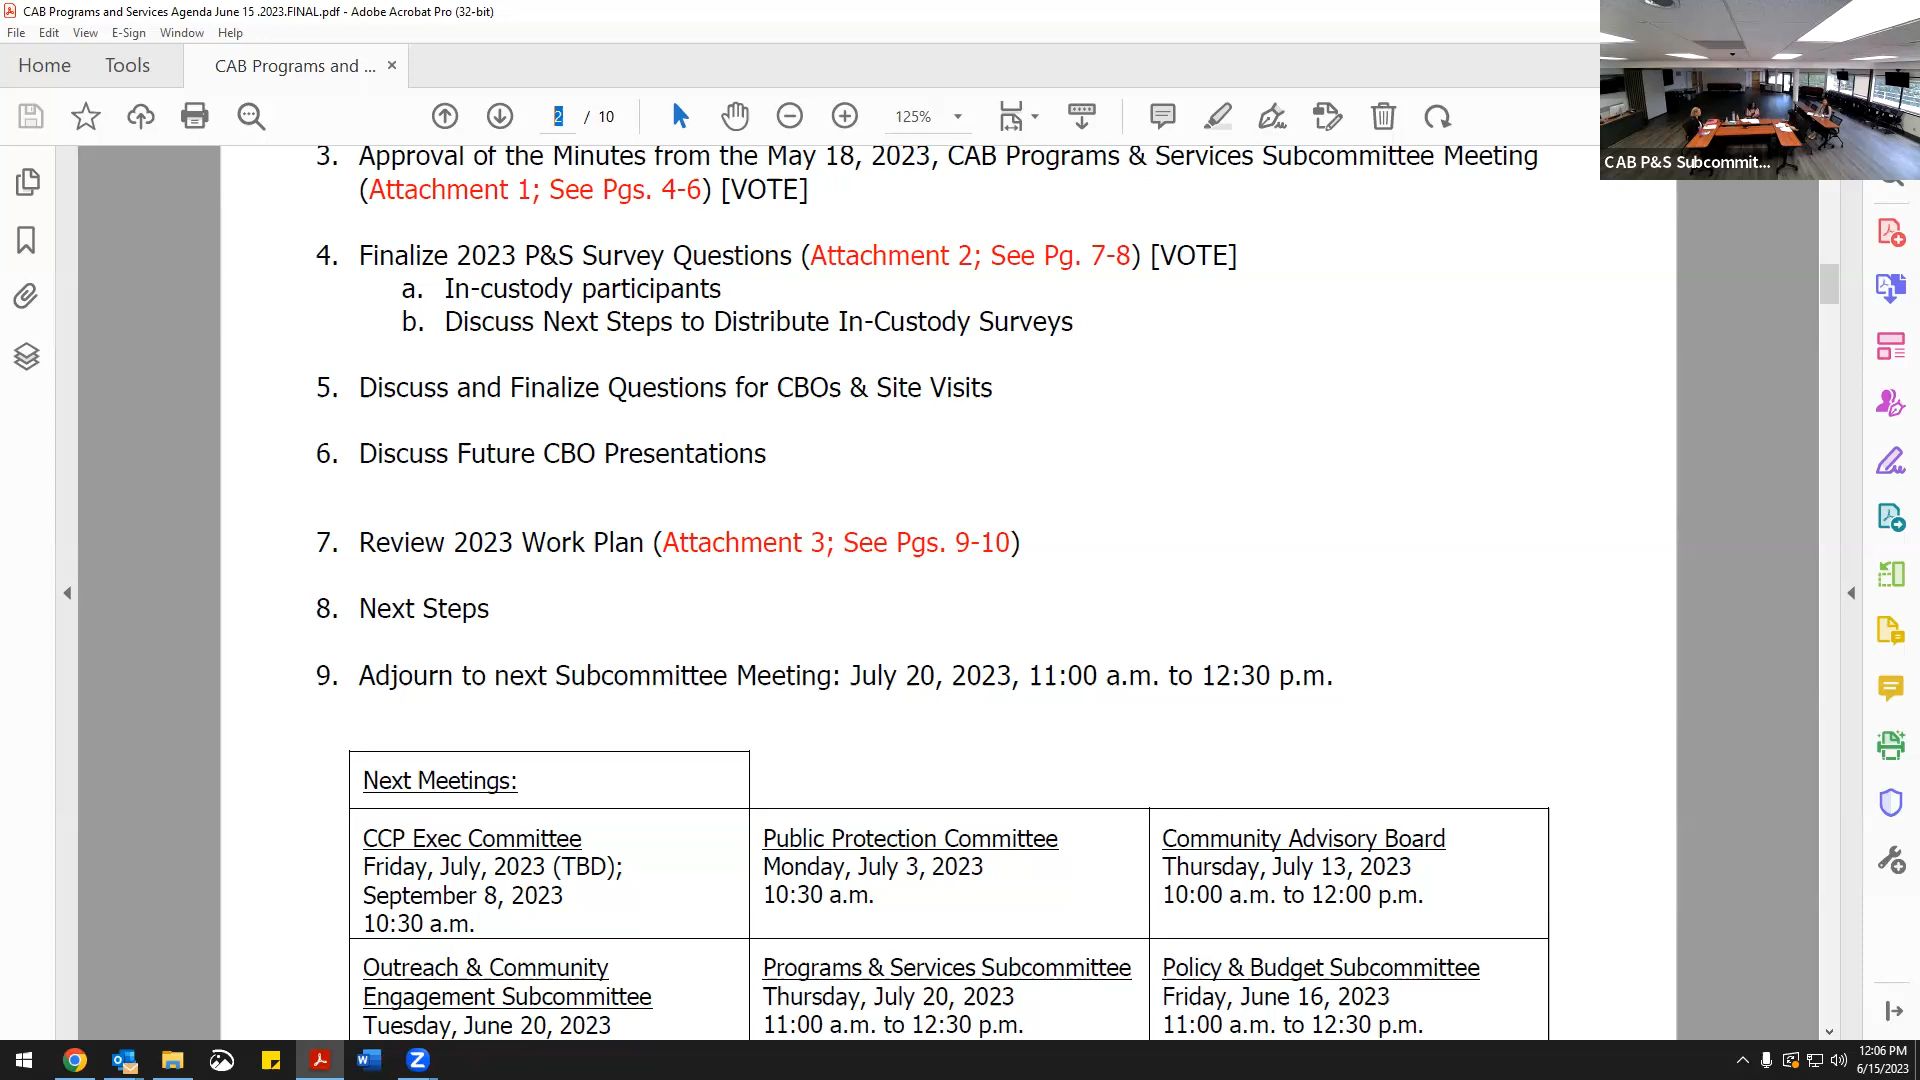 CAB Programs and Services Agenda June 15 .2023.FINAL.pdf - Adobe Acrobat Pro (32-bit)
File Edit View E-Sign Window Help
Home Tools CAB Programs and ... ×
2 / 10 125%
CAB P&S Subcommit...
3. Approval of the Minutes from the May 18, 2023, CAB Programs & Services Subcommittee Meeting
(Attachment 1; See Pgs. 4-6) [VOTE]
4. Finalize 2023 P&S Survey Questions (Attachment 2; See Pg. 7-8) [VOTE]
a. In-custody participants
b. Discuss Next Steps to Distribute In-Custody Surveys
5. Discuss and Finalize Questions for CBOs & Site Visits
6. Discuss Future CBO Presentations
7. Review 2023 Work Plan (Attachment 3; See Pgs. 9-10)
8. Next Steps
9. Adjourn to next Subcommittee Meeting: July 20, 2023, 11:00 a.m. to 12:30 p.m.
Next Meetings:
CCP Exec Committee
Friday, July, 2023 (TBD);
September 8, 2023
10:30 a.m.
Public Protection Committee
Monday, July 3, 2023
10:30 a.m.
Community Advisory Board
Thursday, July 13, 2023
10:00 a.m. to 12:00 p.m.
Outreach & Community
Engagement Subcommittee
Tuesday, June 20, 2023
Programs & Services Subcommittee
Thursday, July 20, 2023
11:00 a.m. to 12:30 p.m.
Policy & Budget Subcommittee
Friday, June 16, 2023
11:00 a.m. to 12:30 p.m.
12:06 PM
6/15/2023